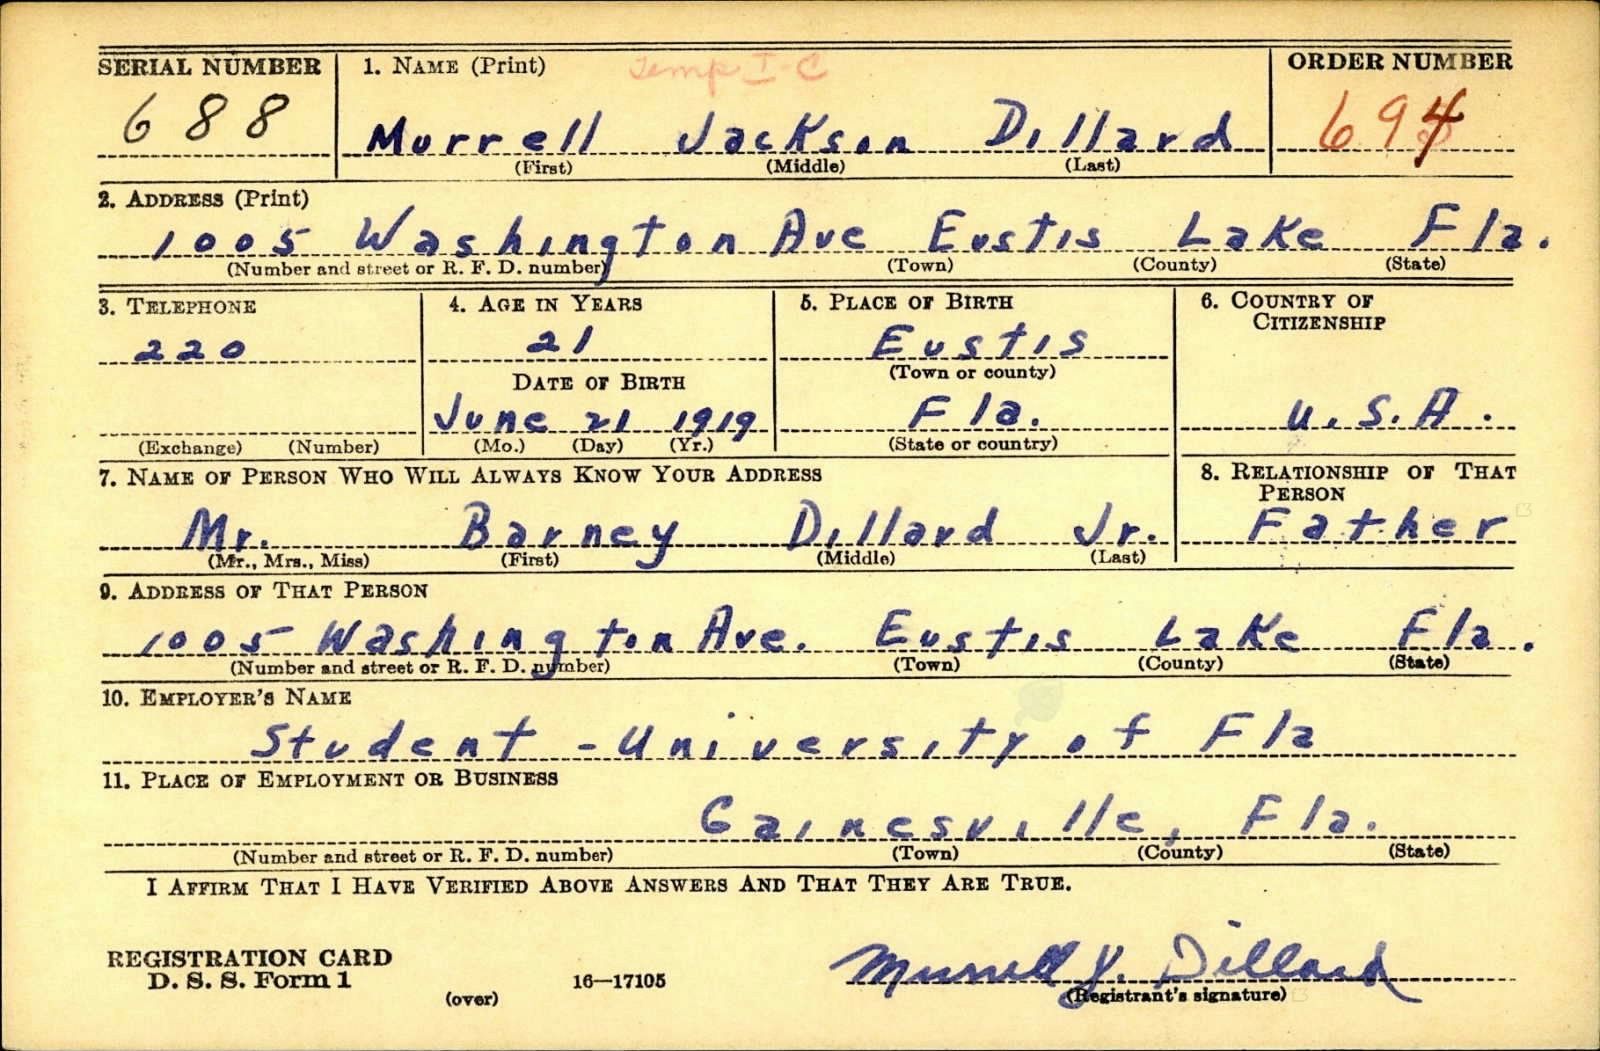 SERIAL NUMBER 1. NAME (Print) Temp I-C ORDER NUMBER
688 Murrell Jackson Dillard 694
(First) (Middle) (Last)
2. ADDRESS (Print)
1005 Washington Ave Eustis Lake Fla.
(Number and street or R. F. D. number) (Town) (County) (State)
3. TELEPHONE 4. AGE IN YEARS 5. PLACE OF BIRTH 6. COUNTRY OF
CITIZENSHIP
220 21 Eustis
(Town or county)
DATE OF BIRTH
June 21 1919 Fla. U.S.A.
(Exchange) (Number) (Mo.) (Day) (Yr.) (State or country)
7. NAME OF PERSON WHO WILL ALWAYS KNOW YOUR ADDRESS 8. RELATIONSHIP OF THAT
PERSON
Mr. Barney Dillard Jr. Father
(Mr., Mrs., Miss) (First) (Middle) (Last)
9. ADDRESS OF THAT PERSON
1005 Washington Ave. Eustis Lake Fla.
(Number and street or R. F. D. number) (Town) (County) (State)
10. EMPLOYER'S NAME
Student - University of Fla
11. PLACE OF EMPLOYMENT OR BUSINESS
Gainesville, Fla.
(Number and street or R. F. D. number) (Town) (County) (State)
I AFFIRM THAT I HAVE VERIFIED ABOVE ANSWERS AND THAT THEY ARE TRUE.
REGISTRATION CARD
D. S. S. Form 1 16—17105 Murrell J. Dillard
(over) (Registrant's signature)